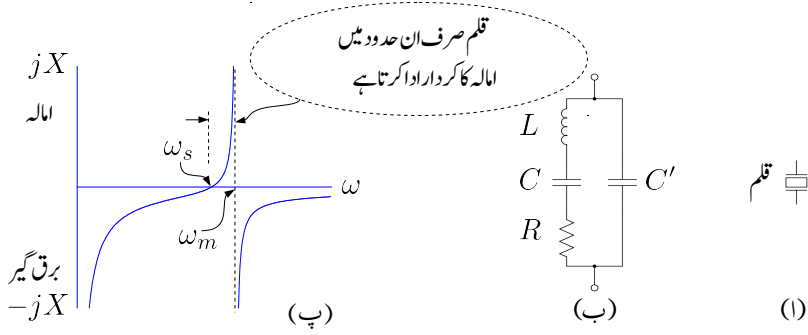 قلم صرف ان حدود میں
امالہ کا کردار ادا کرتا ہے
jX
امالہ
ω_s
ω
ω_m
برق گیر
−jX
(پ)
L
C
R
C′
(ب)
قلم
(ا)